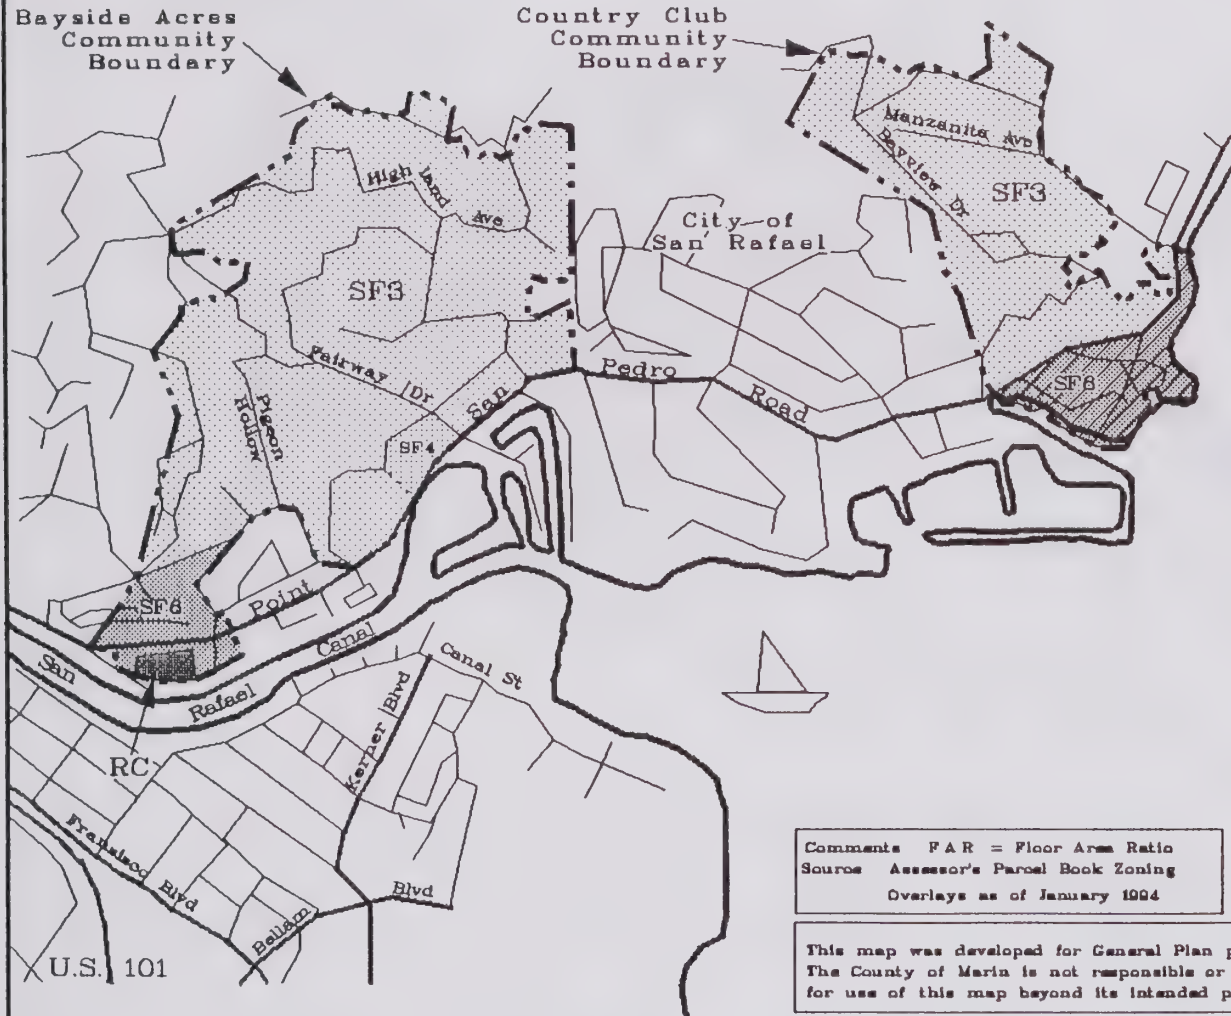 Bayside Acres
Community
Boundary
Country Club
Community
Boundary
Manzanita Ave
Bayview Dr
SF3
High land Ave
City of
San Rafael
SF3
Fairway Dr
San Pedro Road
Pigeon
Hollow
SF4
SF6
SF6
Point
San Rafael Canal
Canal St
Kerner Blvd
RC
Fransisco Blvd
Bellam Blvd
U.S. 101
Comments F A R = Floor Area Ratio
Source Assessor's Parcel Book Zoning
Overlays as of January 1994
This map was developed for General Plan p
The County of Marin is not responsible or
for use of this map beyond its intended p